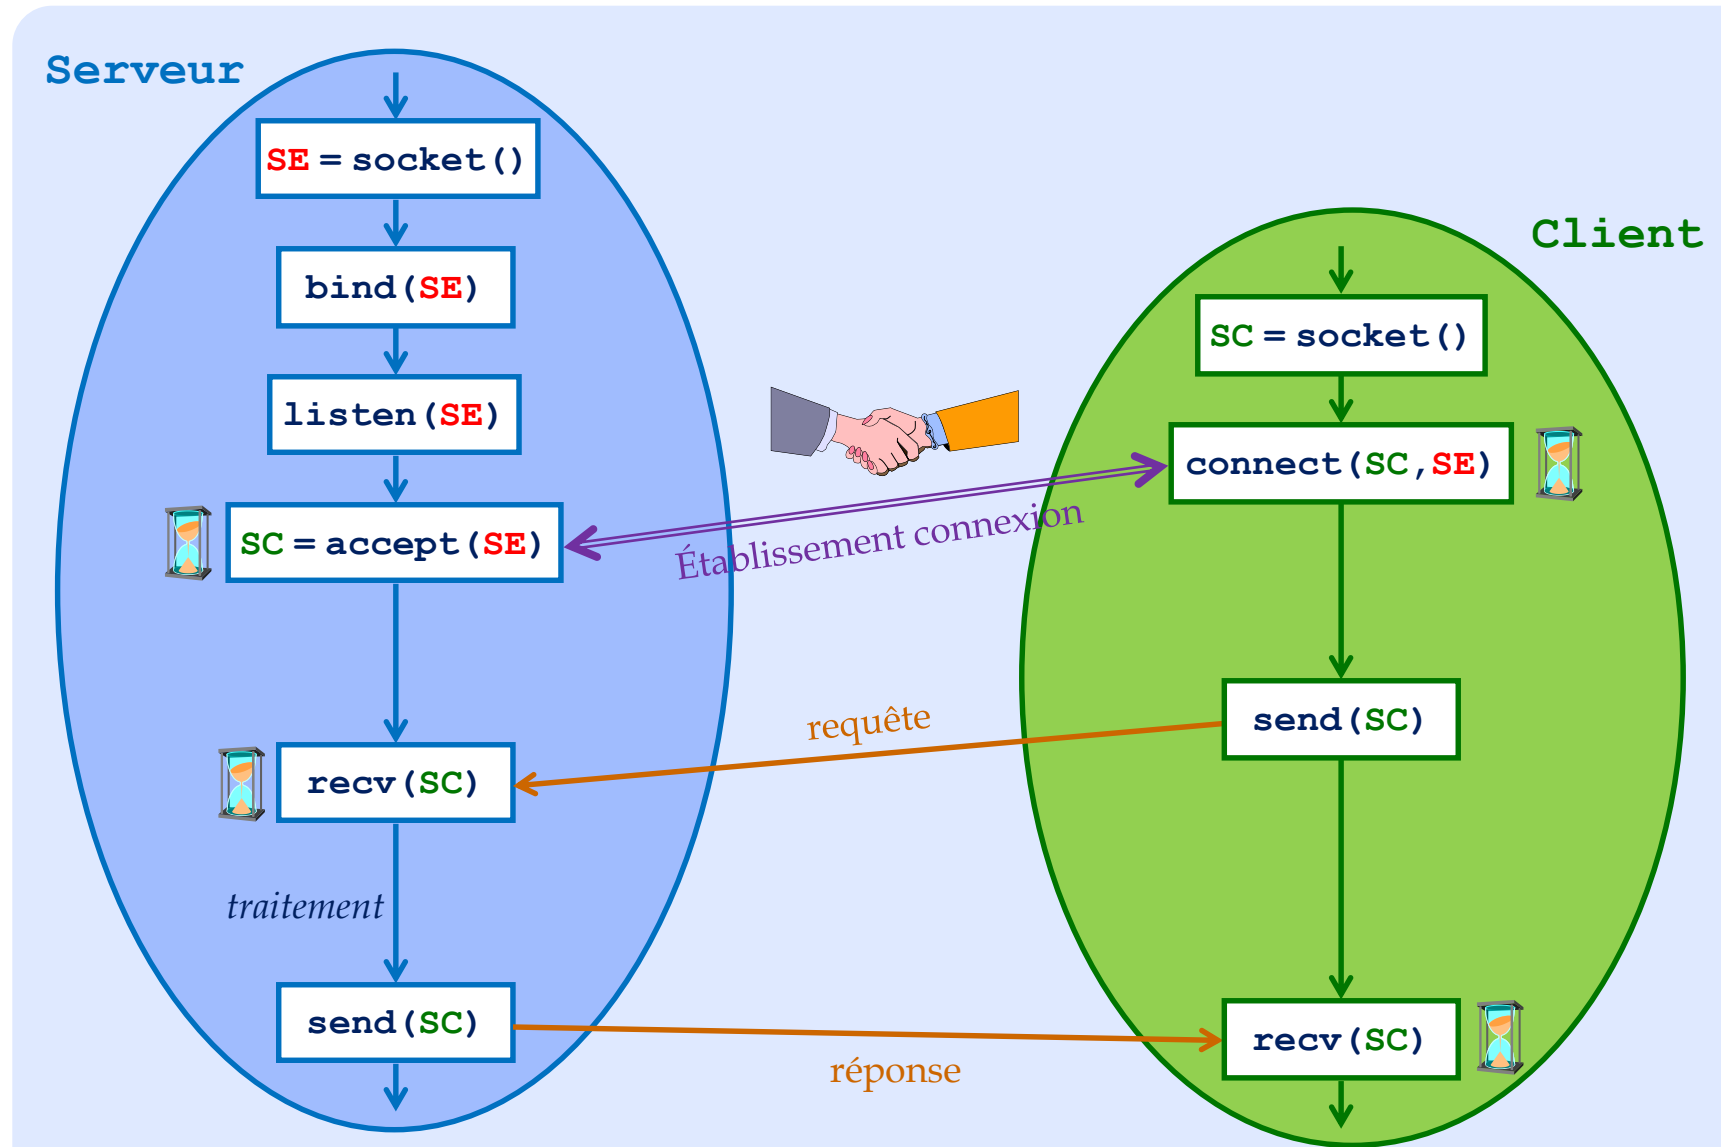 Serveur
SE = socket()
bind(SE)
listen(SE)
SC = accept(SE)
recv(SC)
traitement
send(SC)
Établissement connexion
requête
réponse
Client
SC = socket()
connect(SC,SE)
send(SC)
recv(SC)